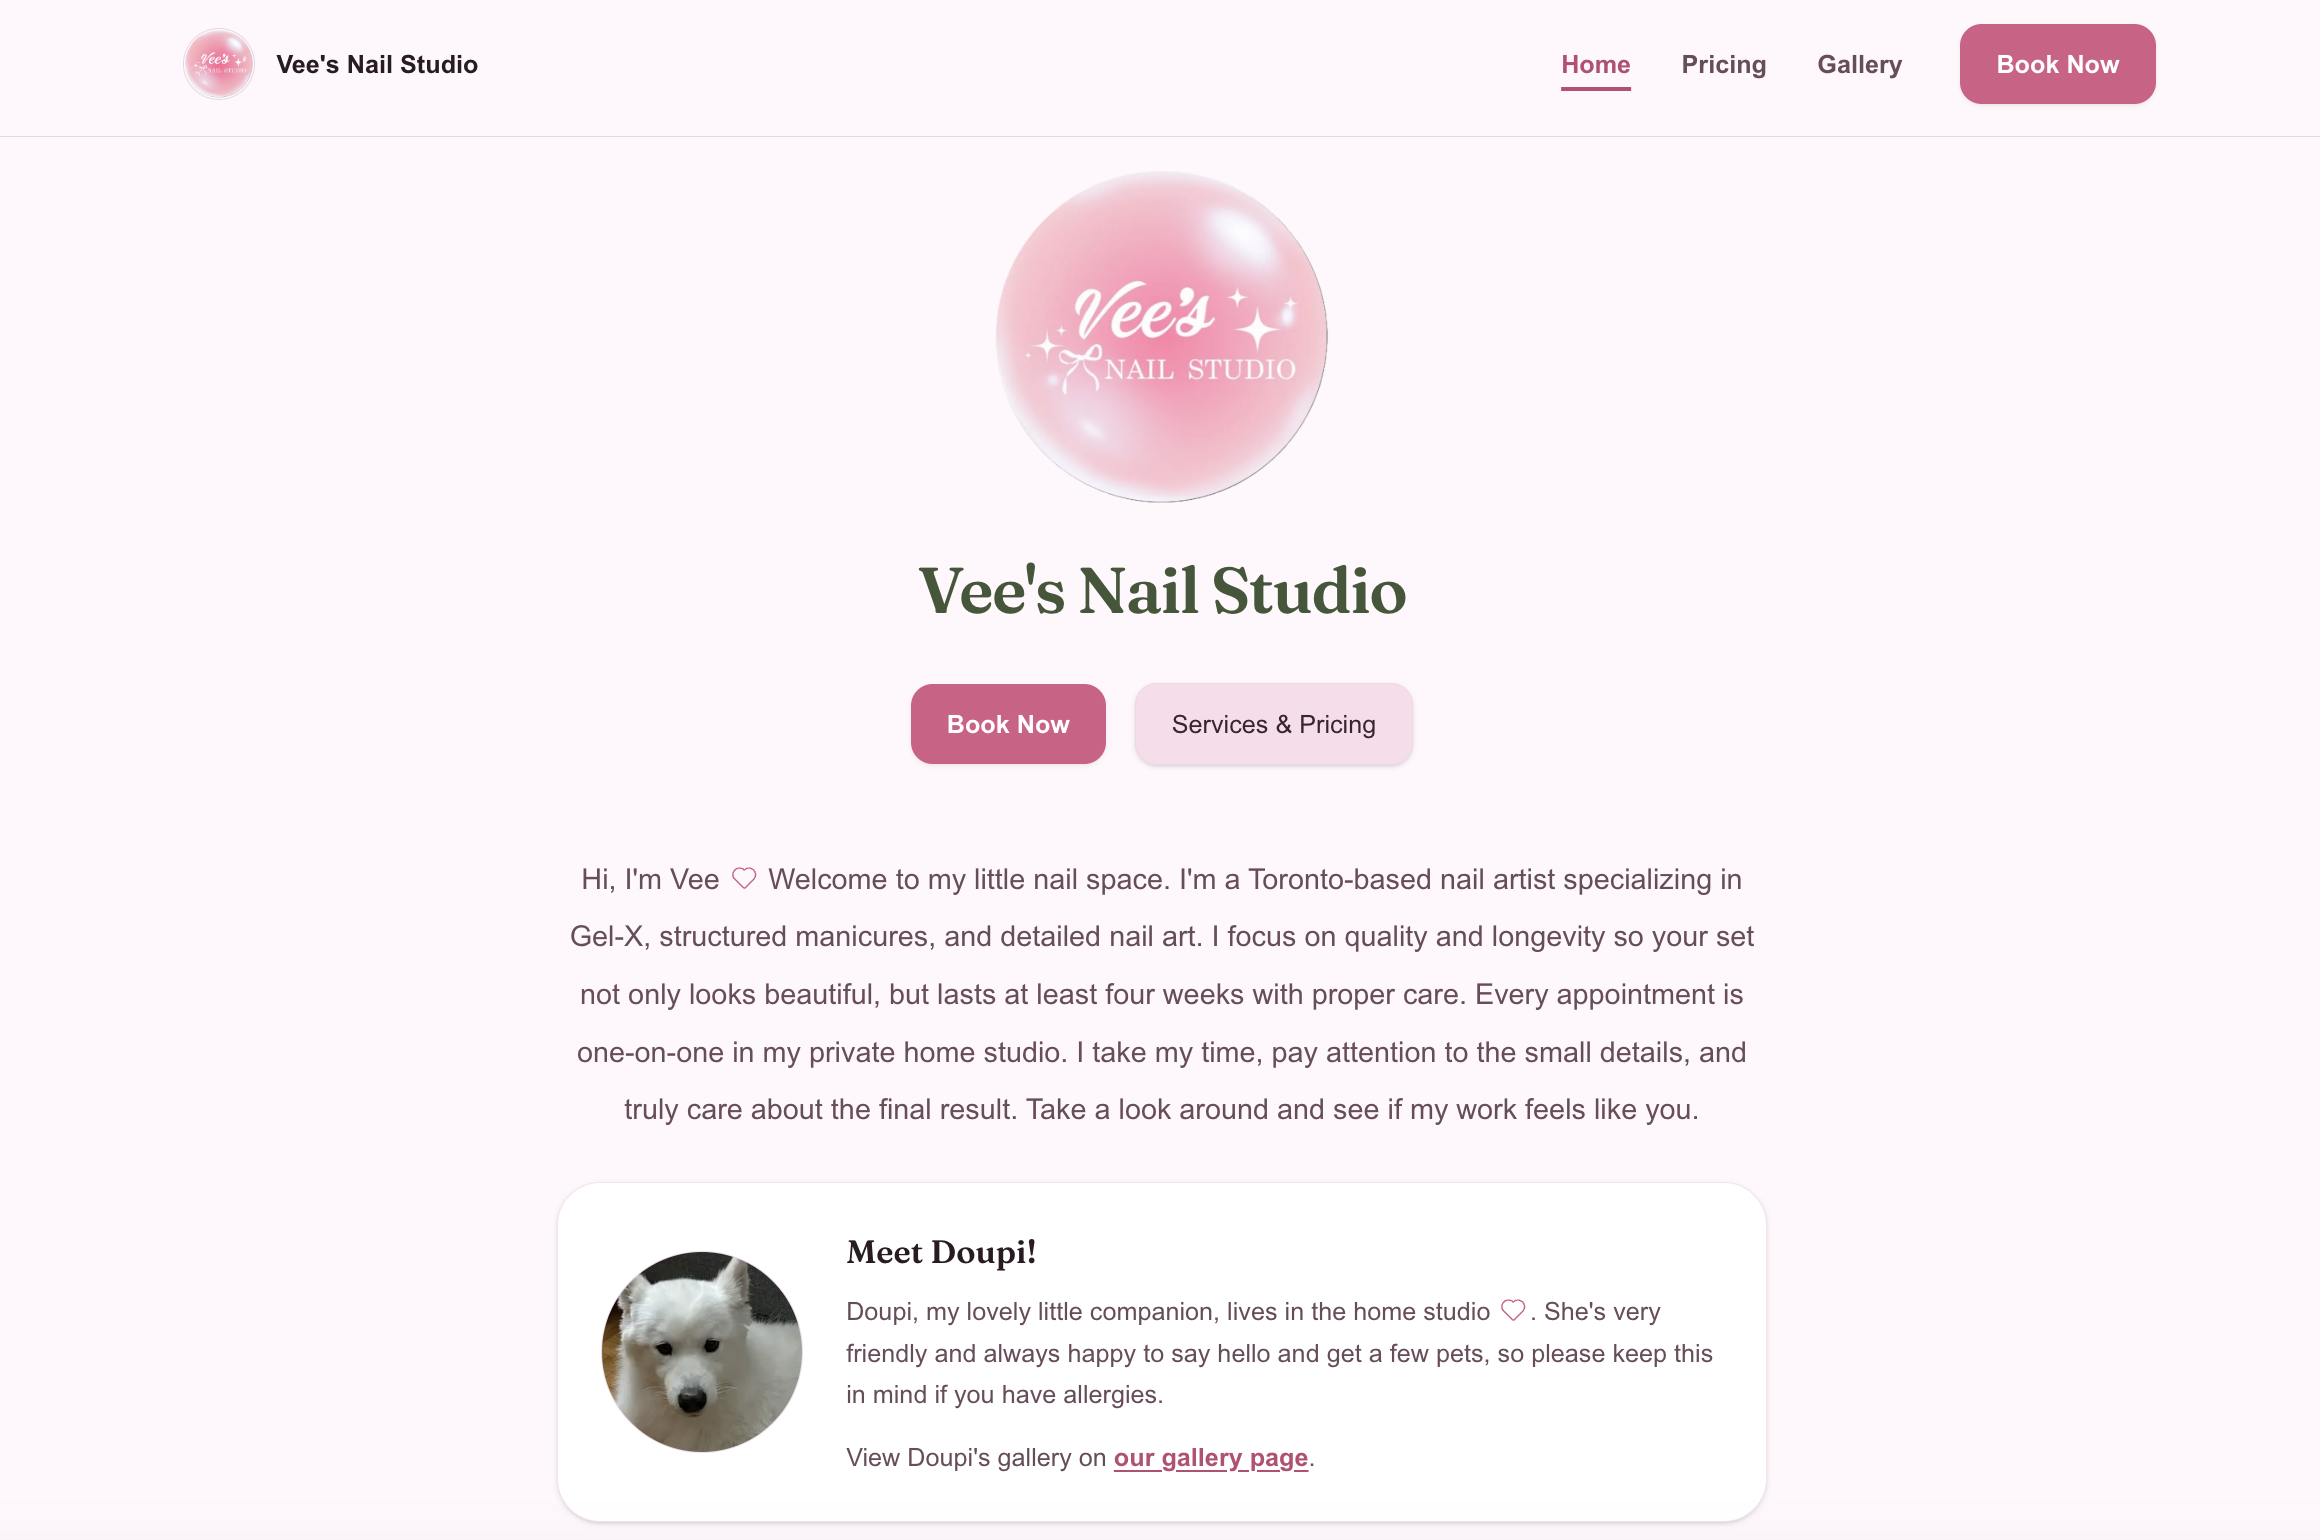 Vee's
NAIL STUDIO
Vee's Nail Studio
Home
Pricing
Gallery
Book Now
Vee's
NAIL STUDIO
Vee's Nail Studio
Book Now
Services & Pricing
Hi, I'm Vee ♡ Welcome to my little nail space. I'm a Toronto-based nail artist specializing in
Gel-X, structured manicures, and detailed nail art. I focus on quality and longevity so your set
not only looks beautiful, but lasts at least four weeks with proper care. Every appointment is
one-on-one in my private home studio. I take my time, pay attention to the small details, and
truly care about the final result. Take a look around and see if my work feels like you.
Meet Doupi!
Doupi, my lovely little companion, lives in the home studio ♡. She's very
friendly and always happy to say hello and get a few pets, so please keep this
in mind if you have allergies.
View Doupi's gallery on our gallery page.